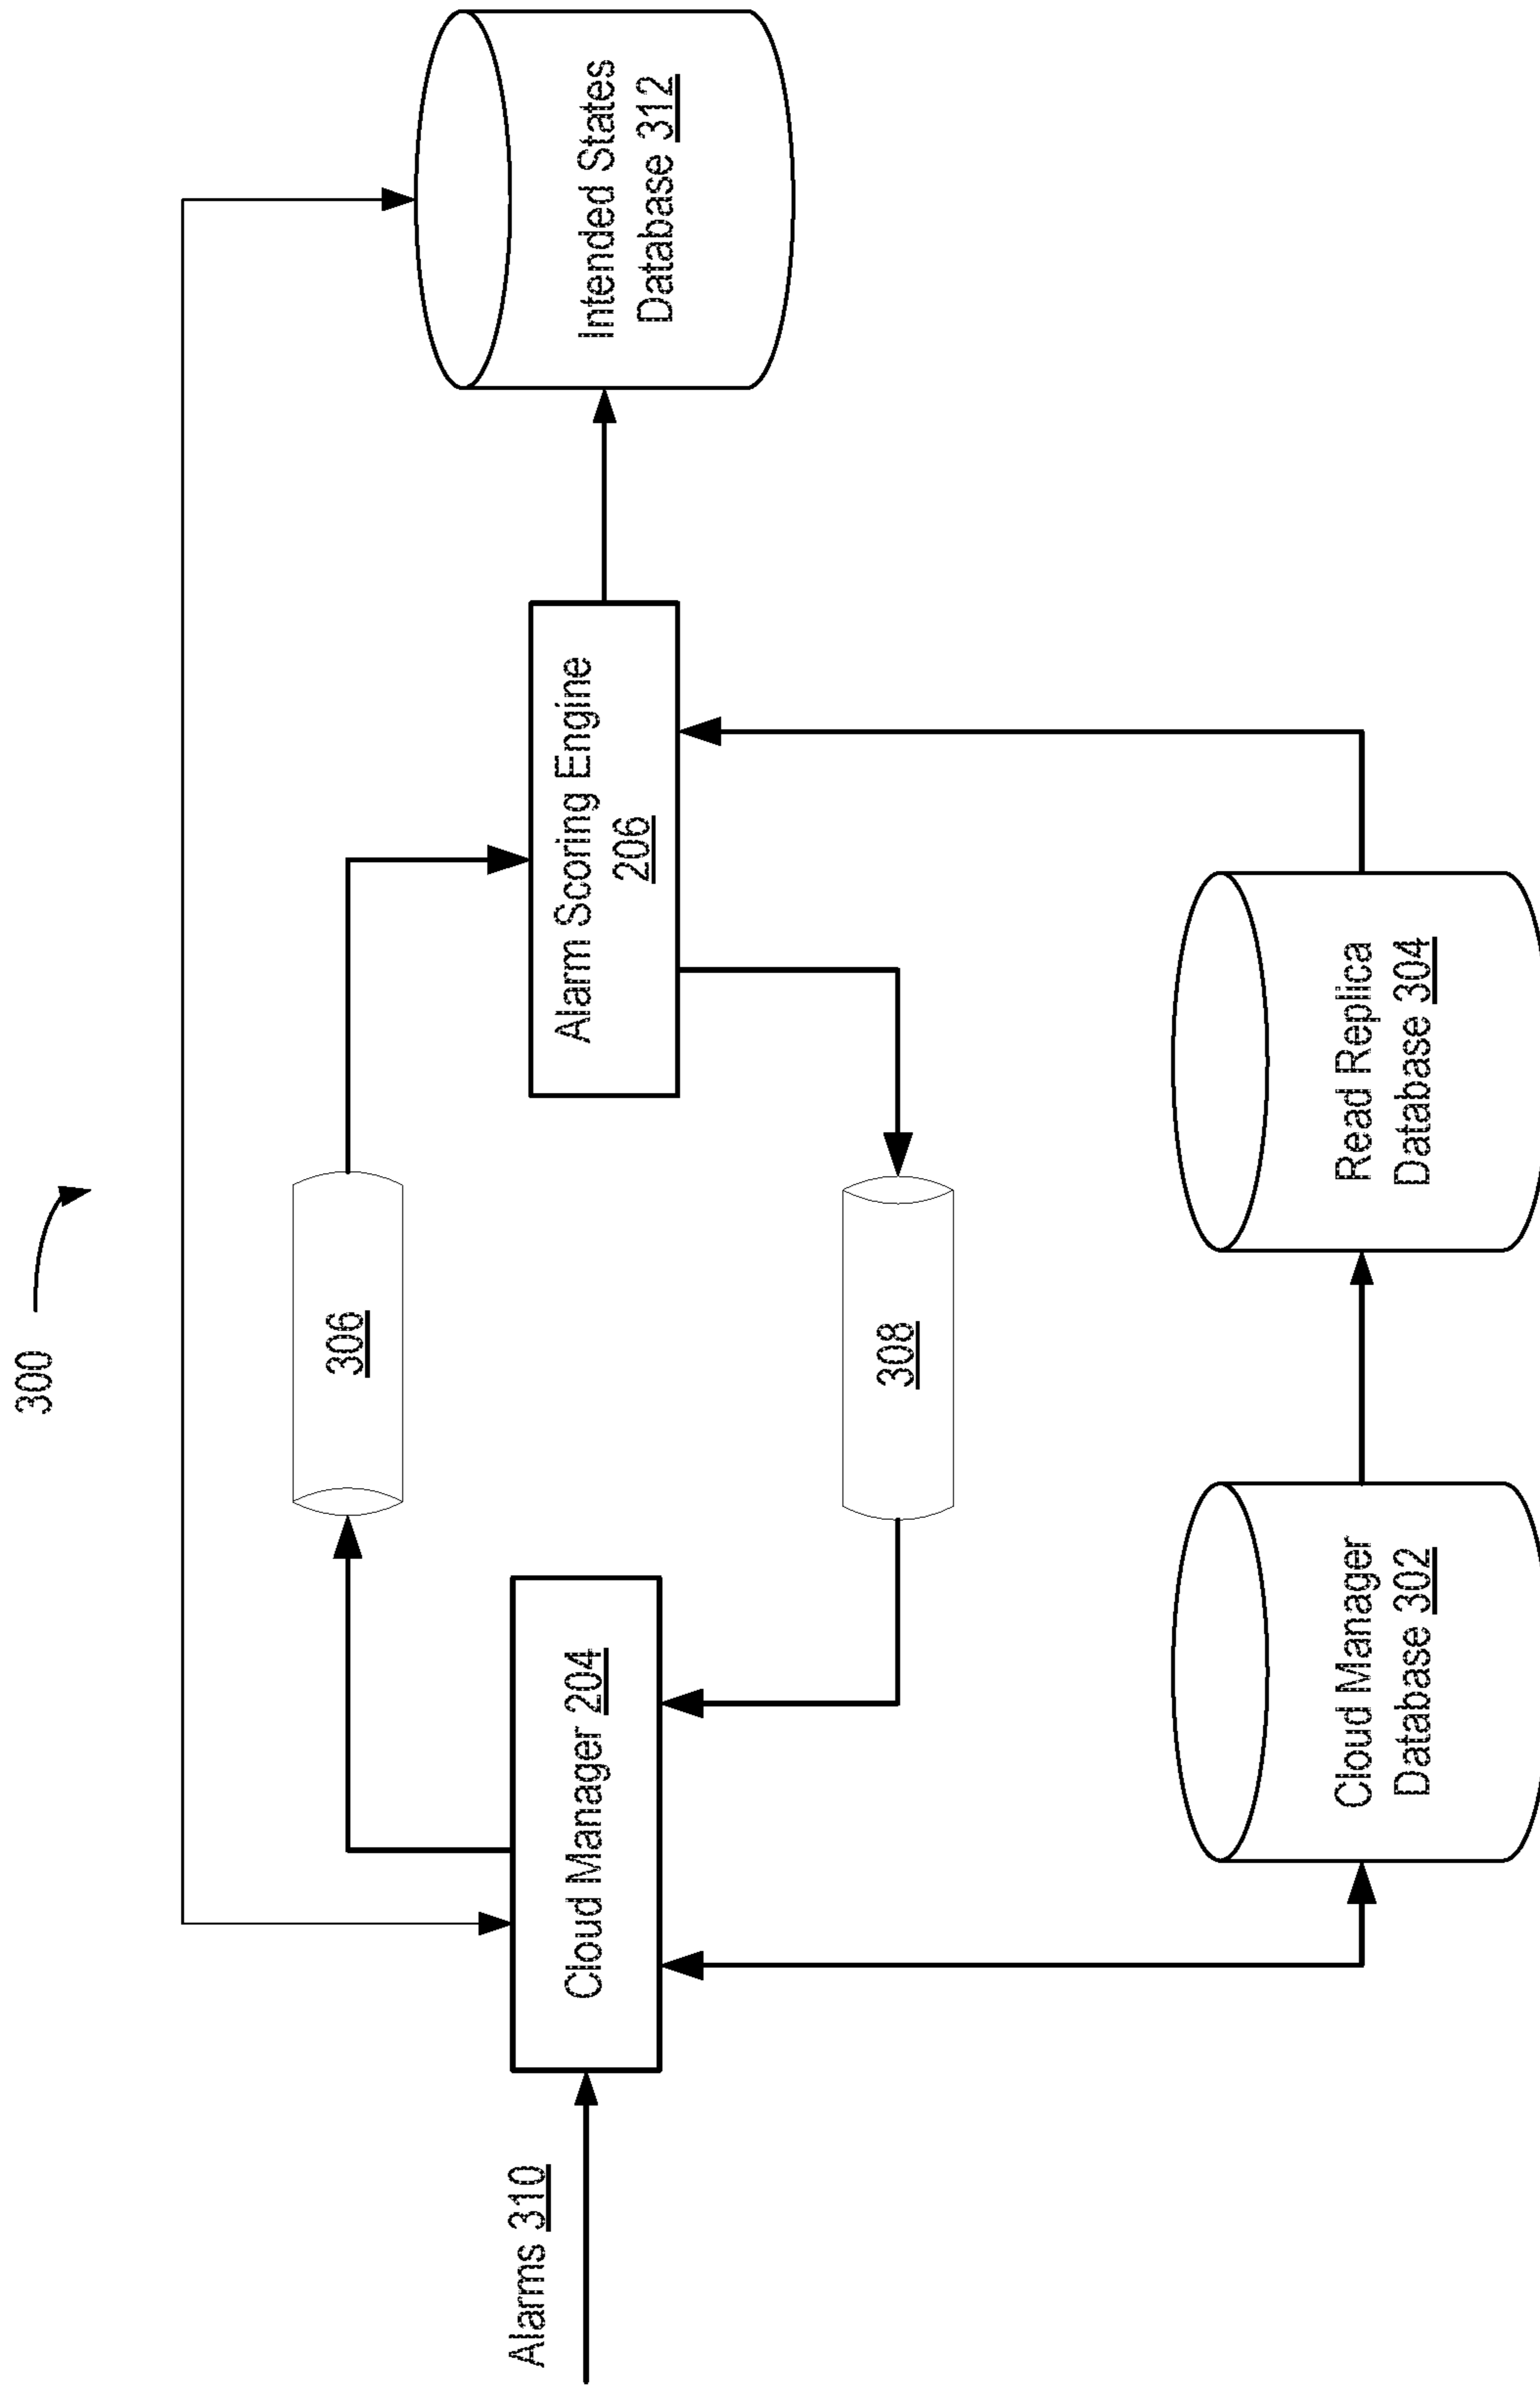 300
Alarms 310
Cloud Manager 204
306
308
Alarm Scoring Engine
206
Intended States
Database 312
Cloud Manager
Database 302
Read Replica
Database 304